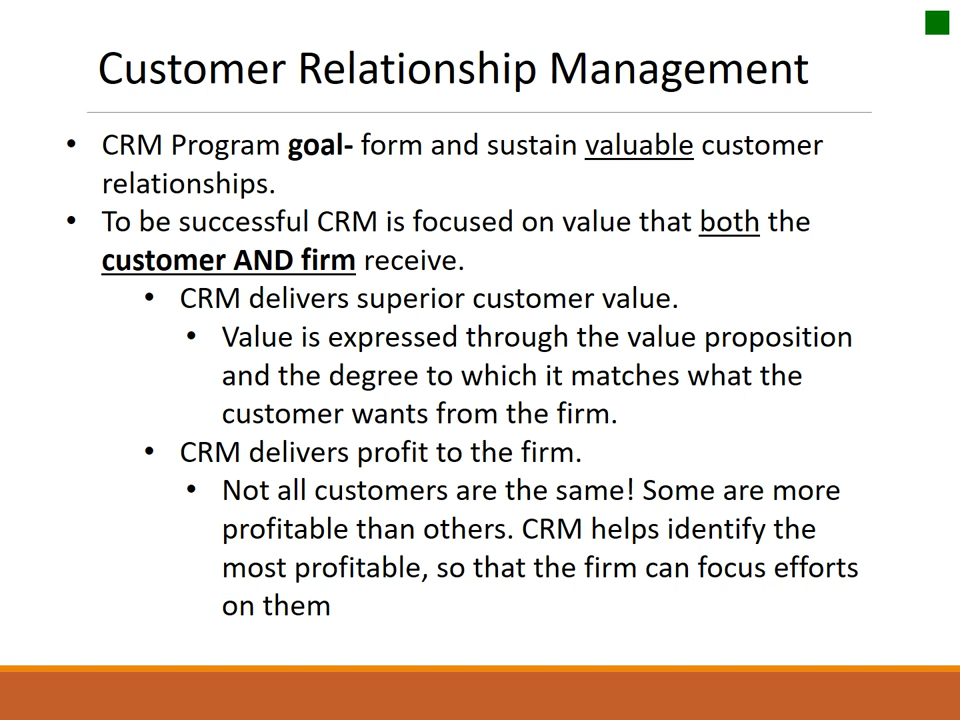 Customer Relationship Management
• CRM Program goal- form and sustain valuable customer
relationships.
• To be successful CRM is focused on value that both the
customer AND firm receive.
• CRM delivers superior customer value.
• Value is expressed through the value proposition
and the degree to which it matches what the
customer wants from the firm.
• CRM delivers profit to the firm.
• Not all customers are the same! Some are more
profitable than others. CRM helps identify the
most profitable, so that the firm can focus efforts
on them